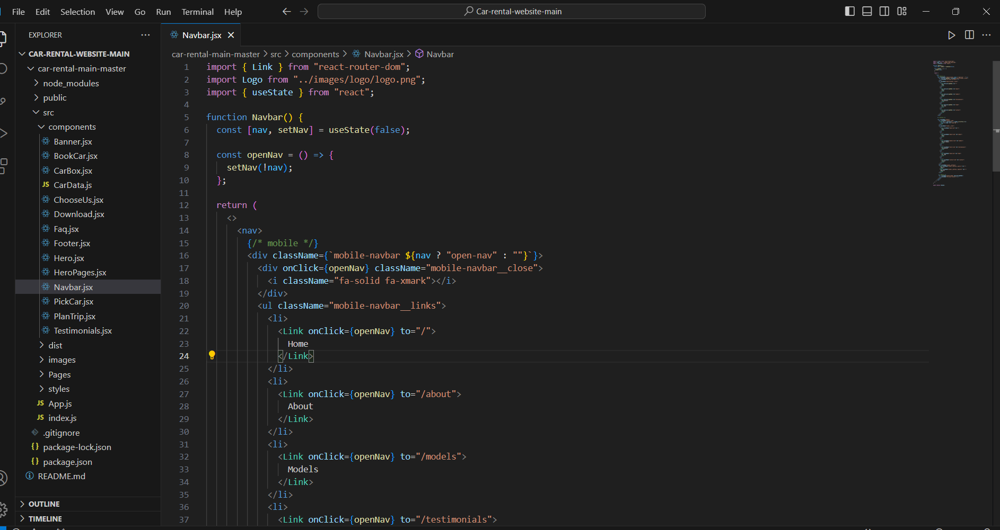 File Edit Selection View Go Run Terminal Help
Car-rental-website-main
EXPLORER
CAR-RENTAL-WEBSITE-MAIN
car-rental-main-master
node_modules
public
src
components
Banner.jsx
BookCar.jsx
CarBox.jsx
JS CarData.js
ChooseUs.jsx
Download.jsx
Faq.jsx
Footer.jsx
Hero.jsx
HeroPages.jsx
Navbar.jsx
PickCar.jsx
PlanTrip.jsx
Testimonials.jsx
dist
images
Pages
styles
JS App.js
JS index.js
.gitignore
{} package-lock.json
{} package.json
README.md
OUTLINE
TIMELINE
Navbar.jsx
car-rental-main-master > src > components > Navbar.jsx > Navbar
1 import { Link } from "react-router-dom";
2 import Logo from "../images/logo/logo.png";
3 import { useState } from "react";
4
5 function Navbar() {
6 const [nav, setNav] = useState(false);
7
8 const openNav = () => {
9 setNav(!nav);
10 };
11
12 return (
13 <>
14 <nav>
15 {/* mobile */}
16 <div className={`mobile-navbar ${nav ? "open-nav" : ""}`}>
17 <div onClick={openNav} className="mobile-navbar__close">
18 <i className="fa-solid fa-xmark"></i>
19 </div>
20 <ul className="mobile-navbar__links">
21 <li>
22 <Link onClick={openNav} to="/">
23 Home
24 </Link>
25 </li>
26 <li>
27 <Link onClick={openNav} to="/about">
28 About
29 </Link>
30 </li>
31 <li>
32 <Link onClick={openNav} to="/models">
33 Models
34 </Link>
35 </li>
36 <li>
37 <Link onClick={openNav} to="/testimonials">